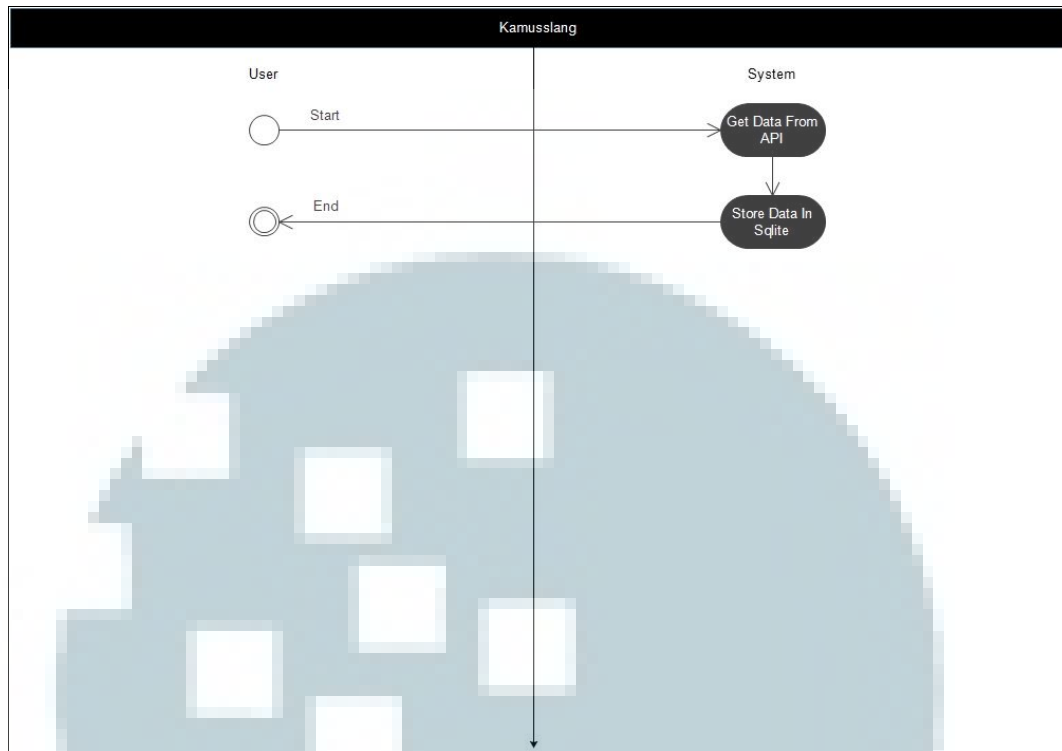 Kamusslang
User
System
Start
Get Data From
API
End
Store Data In
Sqlite